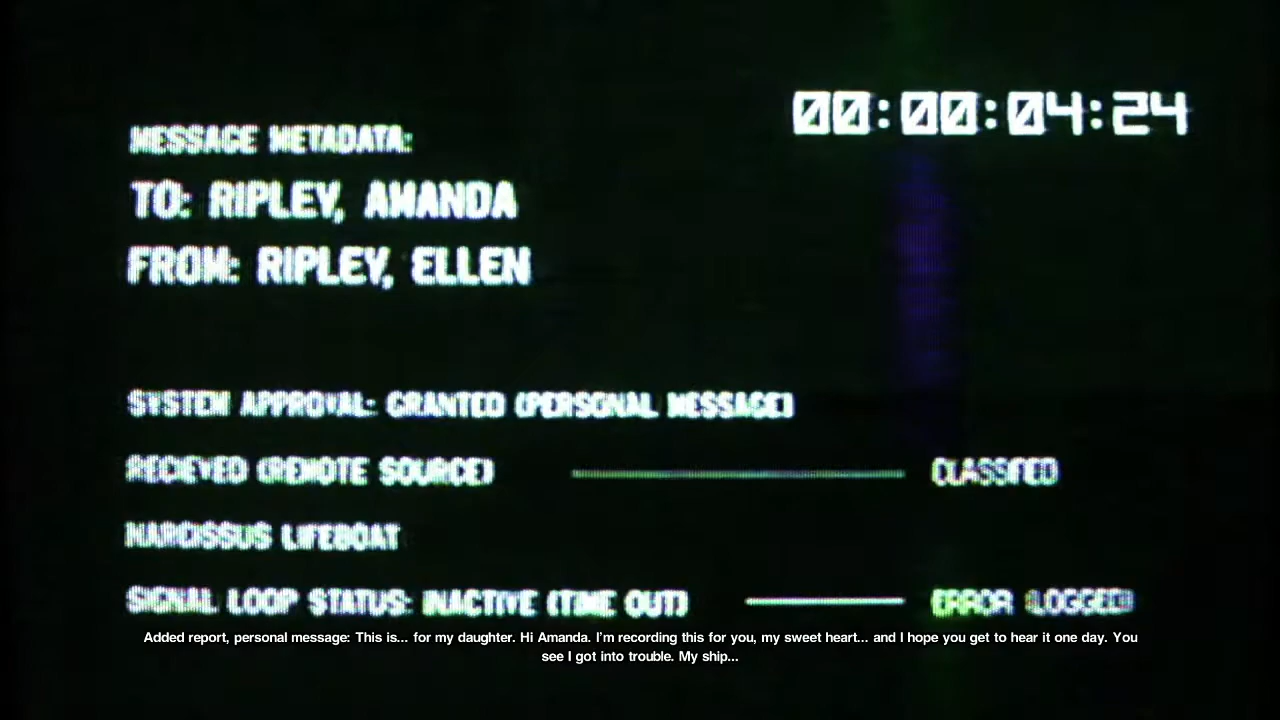 00:00:04:24
MESSAGE METADATA:
TO: RIPLEY, AMANDA
FROM: RIPLEY, ELLEN
SYSTEM APPROVAL: GRANTED (PERSONAL MESSAGE)
RECIEVED (REMOTE SOURCE) CLASSIFIED
NARCISSUS LIFEBOAT
SIGNAL LOOP STATUS: INACTIVE (TIME OUT) ERROR (LOGGED)
Added report, personal message: This is... for my daughter. Hi Amanda. I'm recording this for you, my sweet heart... and I hope you get to hear it one day. You
see I got into trouble. My ship...